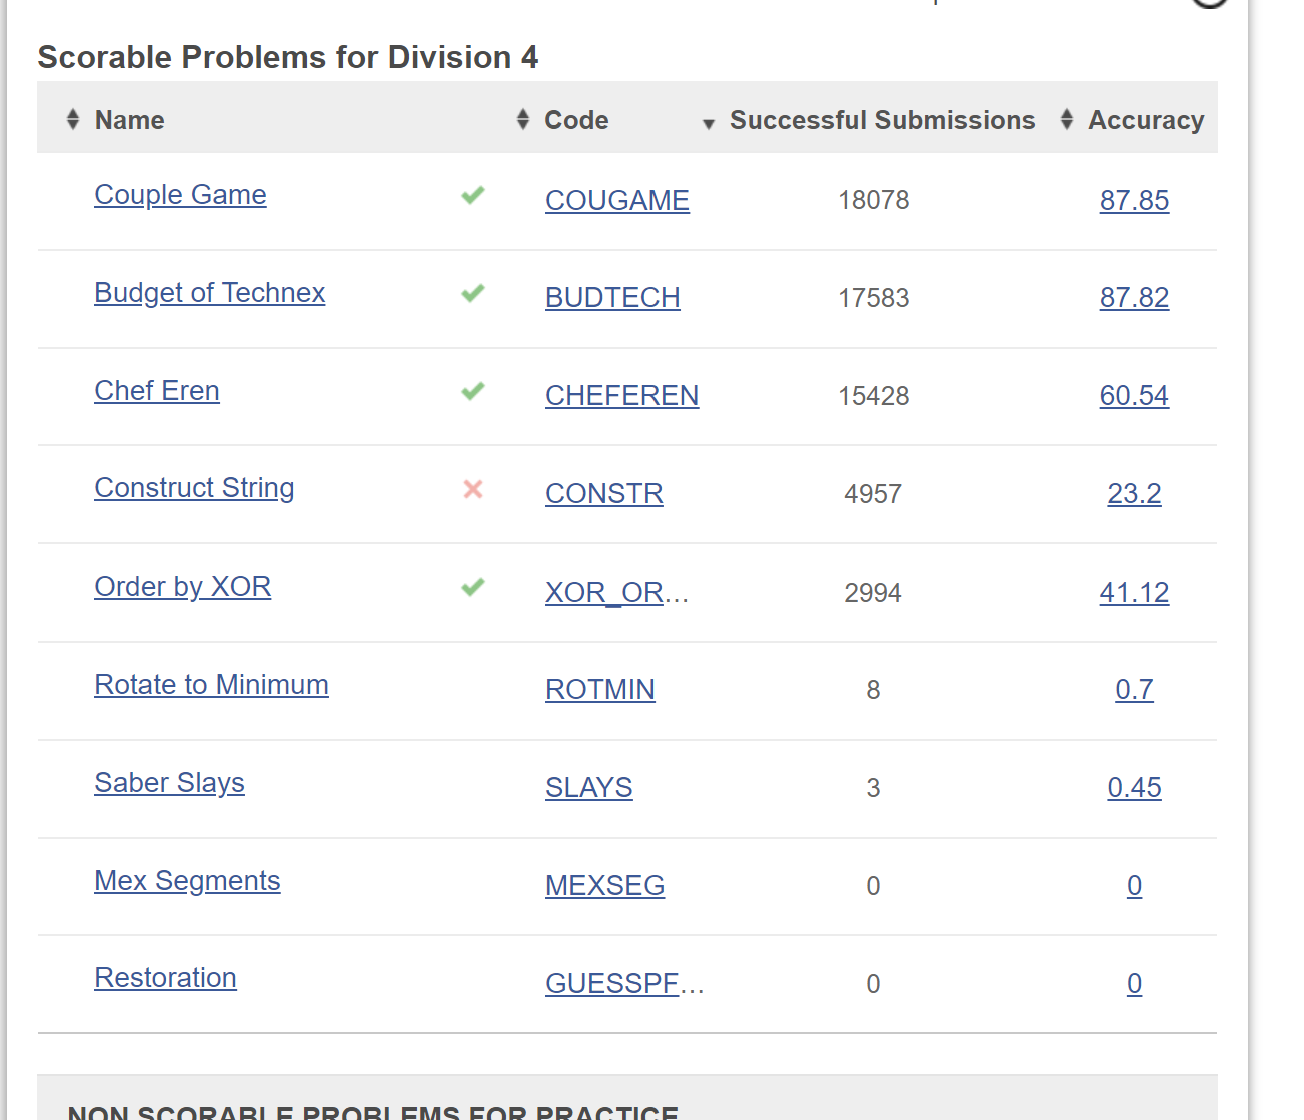 Scorable Problems for Division 4
Name Code Successful Submissions Accuracy
Couple Game COUGAME 18078 87.85
Budget of Technex BUDTECH 17583 87.82
Chef Eren CHEFEREN 15428 60.54
Construct String CONSTR 4957 23.2
Order by XOR XOR_OR... 2994 41.12
Rotate to Minimum ROTMIN 8 0.7
Saber Slays SLAYS 3 0.45
Mex Segments MEXSEG 0 0
Restoration GUESSPF... 0 0
NON SCORABLE PROBLEMS FOR PRACTICE